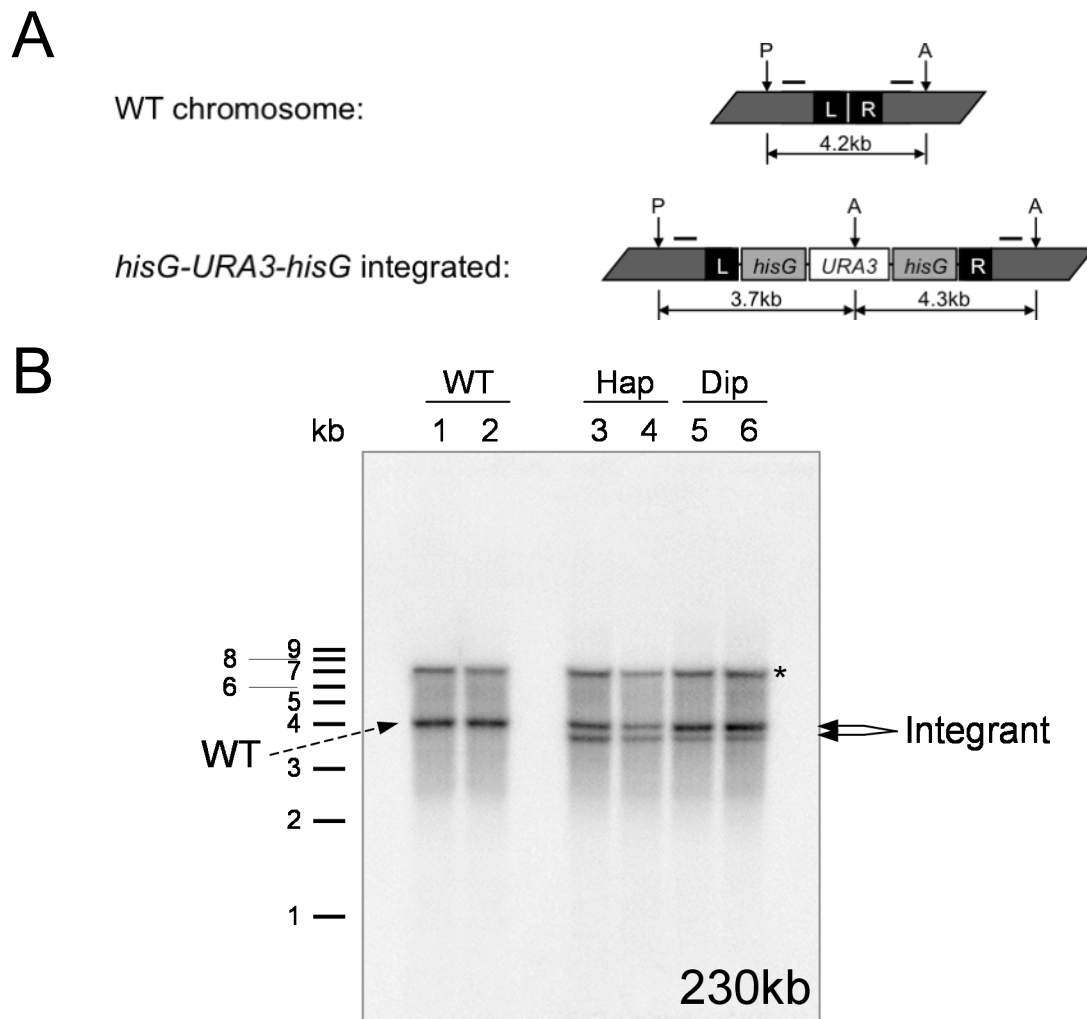 A
P A
WT chromosome:
L R
4.2kb
P A A
hisG-URA3-hisG integrated:
L hisG URA3 hisG R
3.7kb 4.3kb
B
WT Hap Dip
kb 1 2 3 4 5 6
9
8
7
6
5
4
3
2
1
*
WT
Integrant
230kb